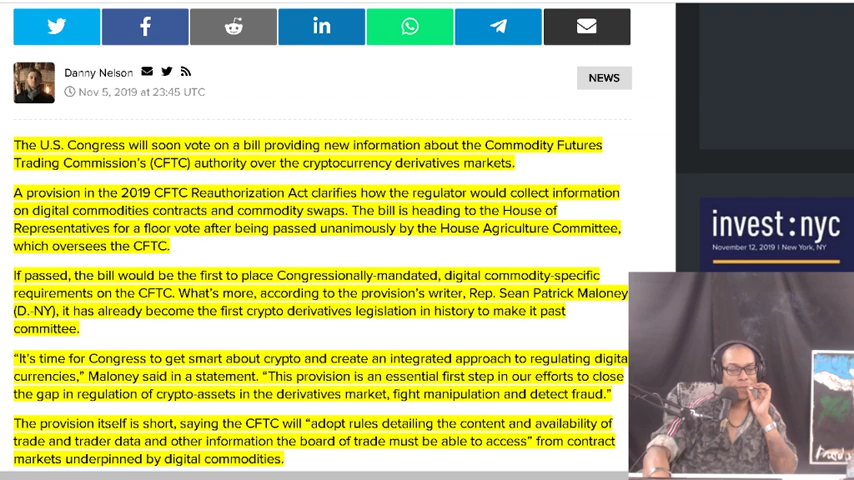 Danny Nelson
Nov 5, 2019 at 23:45 UTC
NEWS
The U.S. Congress will soon vote on a bill providing new information about the Commodity Futures
Trading Commission's (CFTC) authority over the cryptocurrency derivatives markets.
A provision in the 2019 CFTC Reauthorization Act clarifies how the regulator would collect information
on digital commodities contracts and commodity swaps. The bill is heading to the House of
Representatives for a floor vote after being passed unanimously by the House Agriculture Committee,
which oversees the CFTC.
If passed, the bill would be the first to place Congressionally-mandated, digital commodity-specific
requirements on the CFTC. What's more, according to the provision's writer, Rep. Sean Patrick Maloney
(D.-NY), it has already become the first crypto derivatives legislation in history to make it past
committee.
“It's time for Congress to get smart about crypto and create an integrated approach to regulating digita
currencies,” Maloney said in a statement. “This provision is an essential first step in our efforts to close
the gap in regulation of crypto-assets in the derivatives market, fight manipulation and detect fraud.”
The provision itself is short, saying the CFTC will “adopt rules detailing the content and availability of
trade and trader data and other information the board of trade must be able to access” from contract
markets underpinned by digital commodities.
invest:nyc
November 12, 2019 | New York, NY